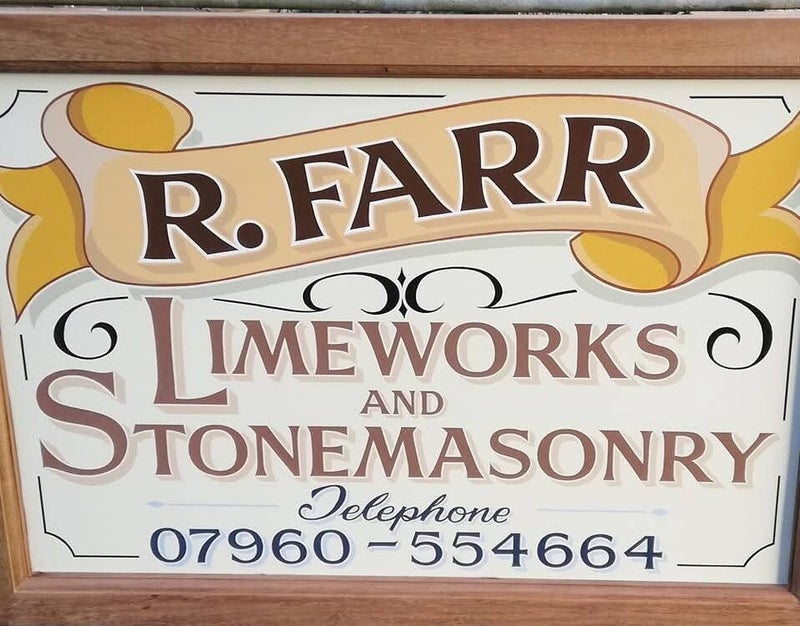 R. FARR
LIMEWORKS
AND
STONEMASONRY
Telephone
07960-554664